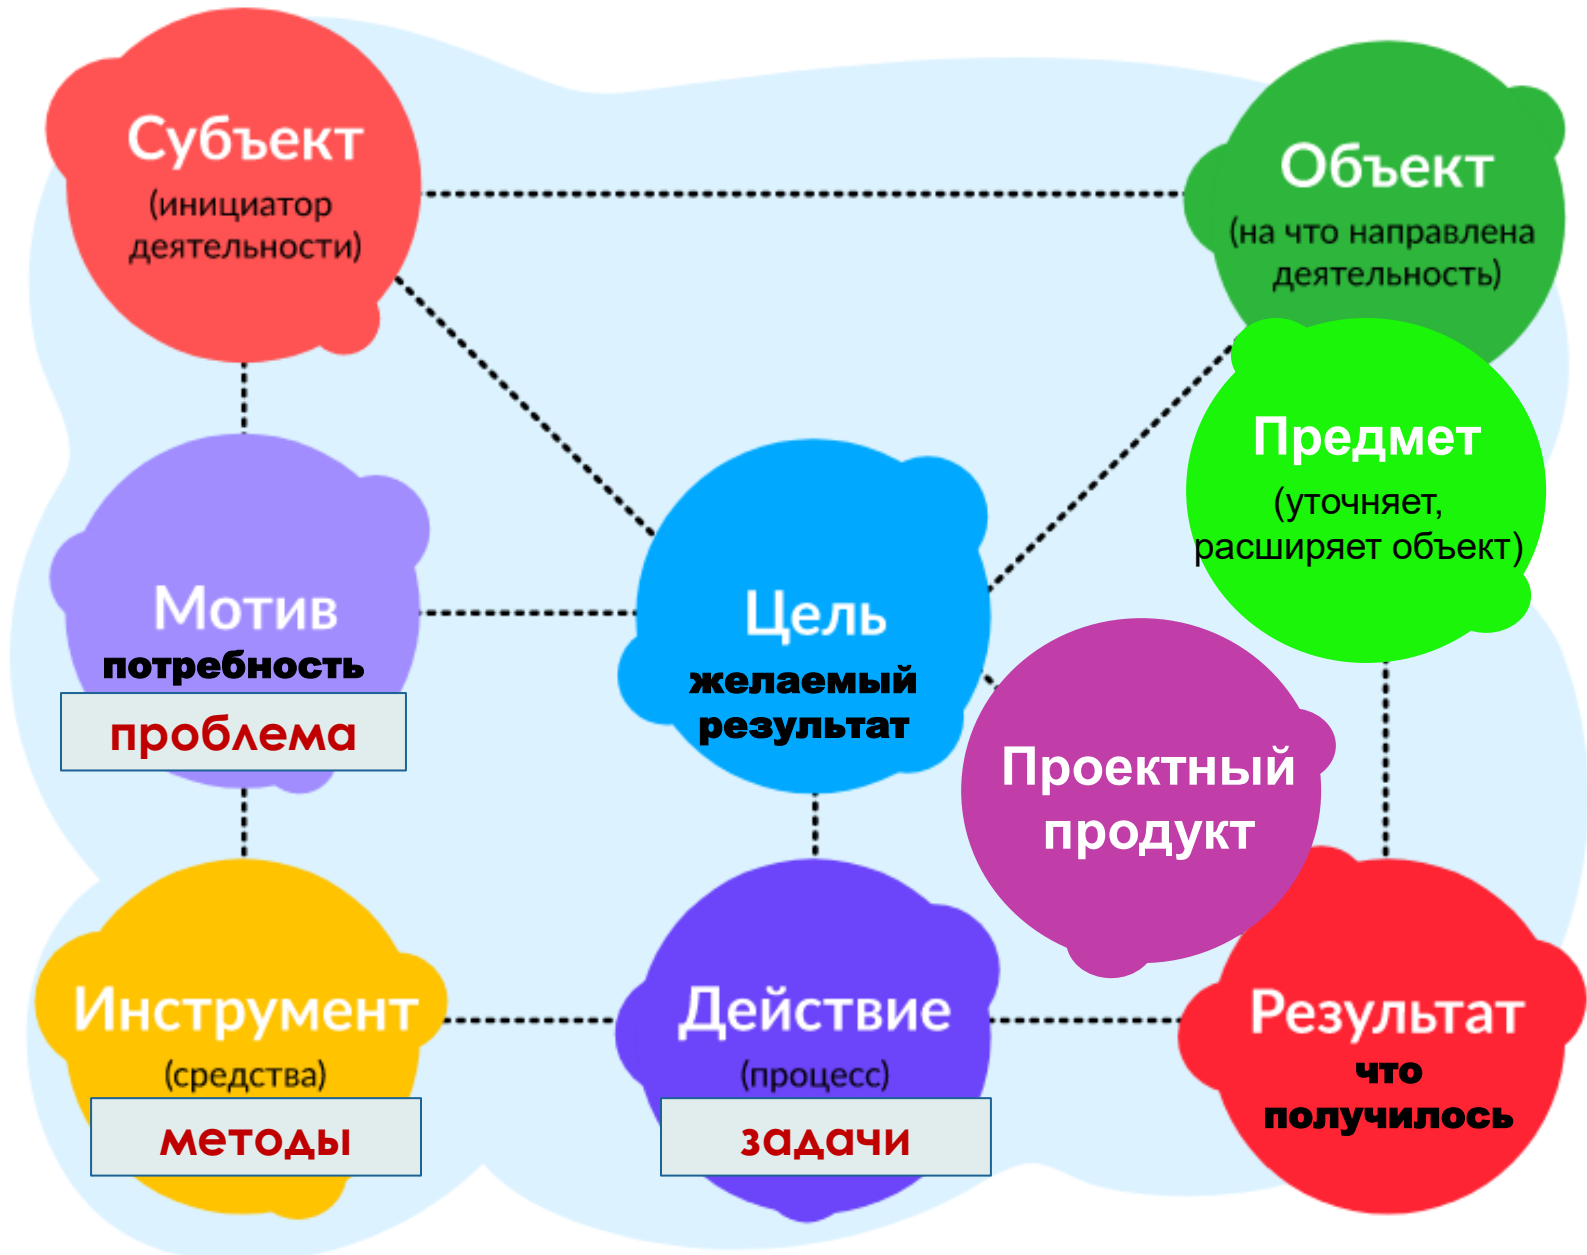 Субъект
(инициатор
деятельности)
Объект
(на что направлена
деятельность)
Предмет
(уточняет,
расширяет объект)
Мотив
потребность
проблема
Цель
желаемый
результат
Проектный
продукт
Инструмент
(средства)
методы
Действие
(процесс)
задачи
Результат
что
получилось